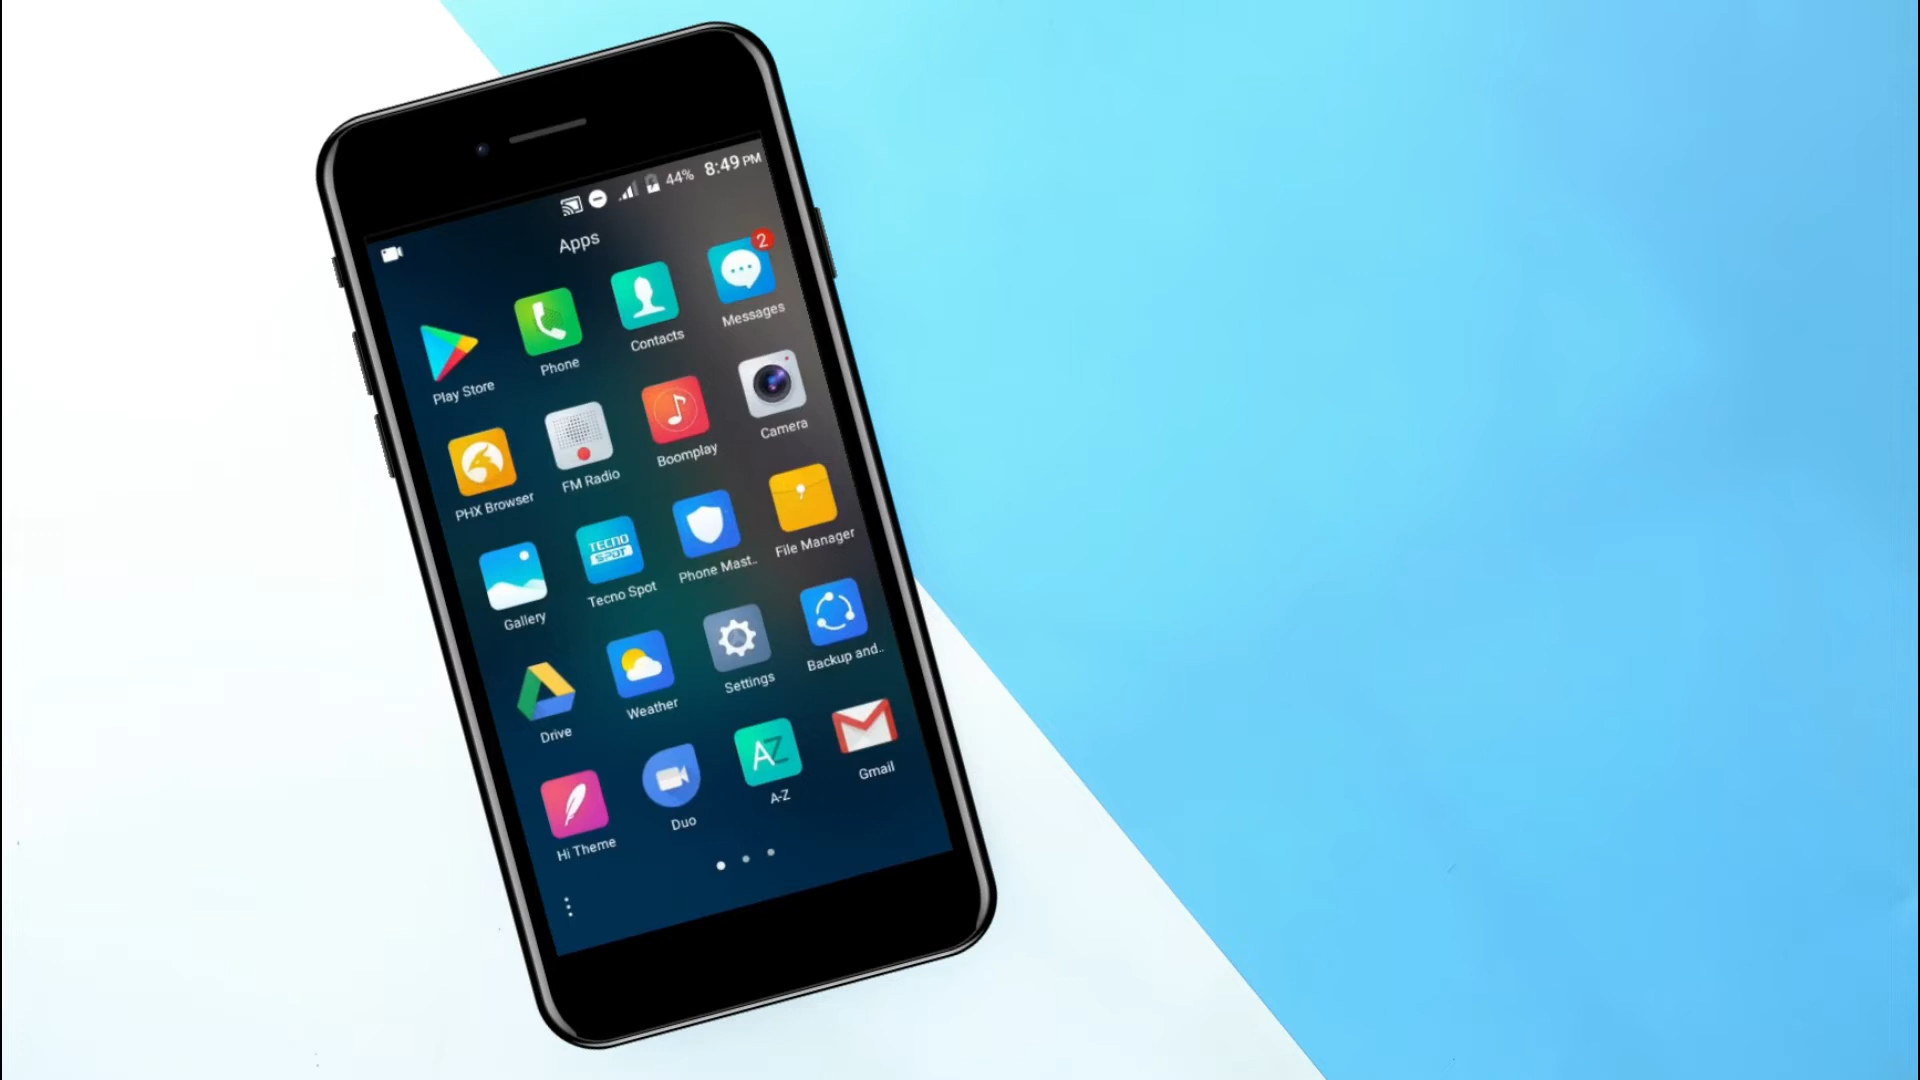 44% 8:49 PM
Apps
2
Play Store
Phone
Contacts
Messages
PHX Browser
FM Radio
Boomplay
Camera
TECNO
SPOT
Gallery
Tecno Spot
Phone Mast..
File Manager
Drive
Weather
Settings
Backup and..
AZ
Hi Theme
Duo
A-Z
Gmail